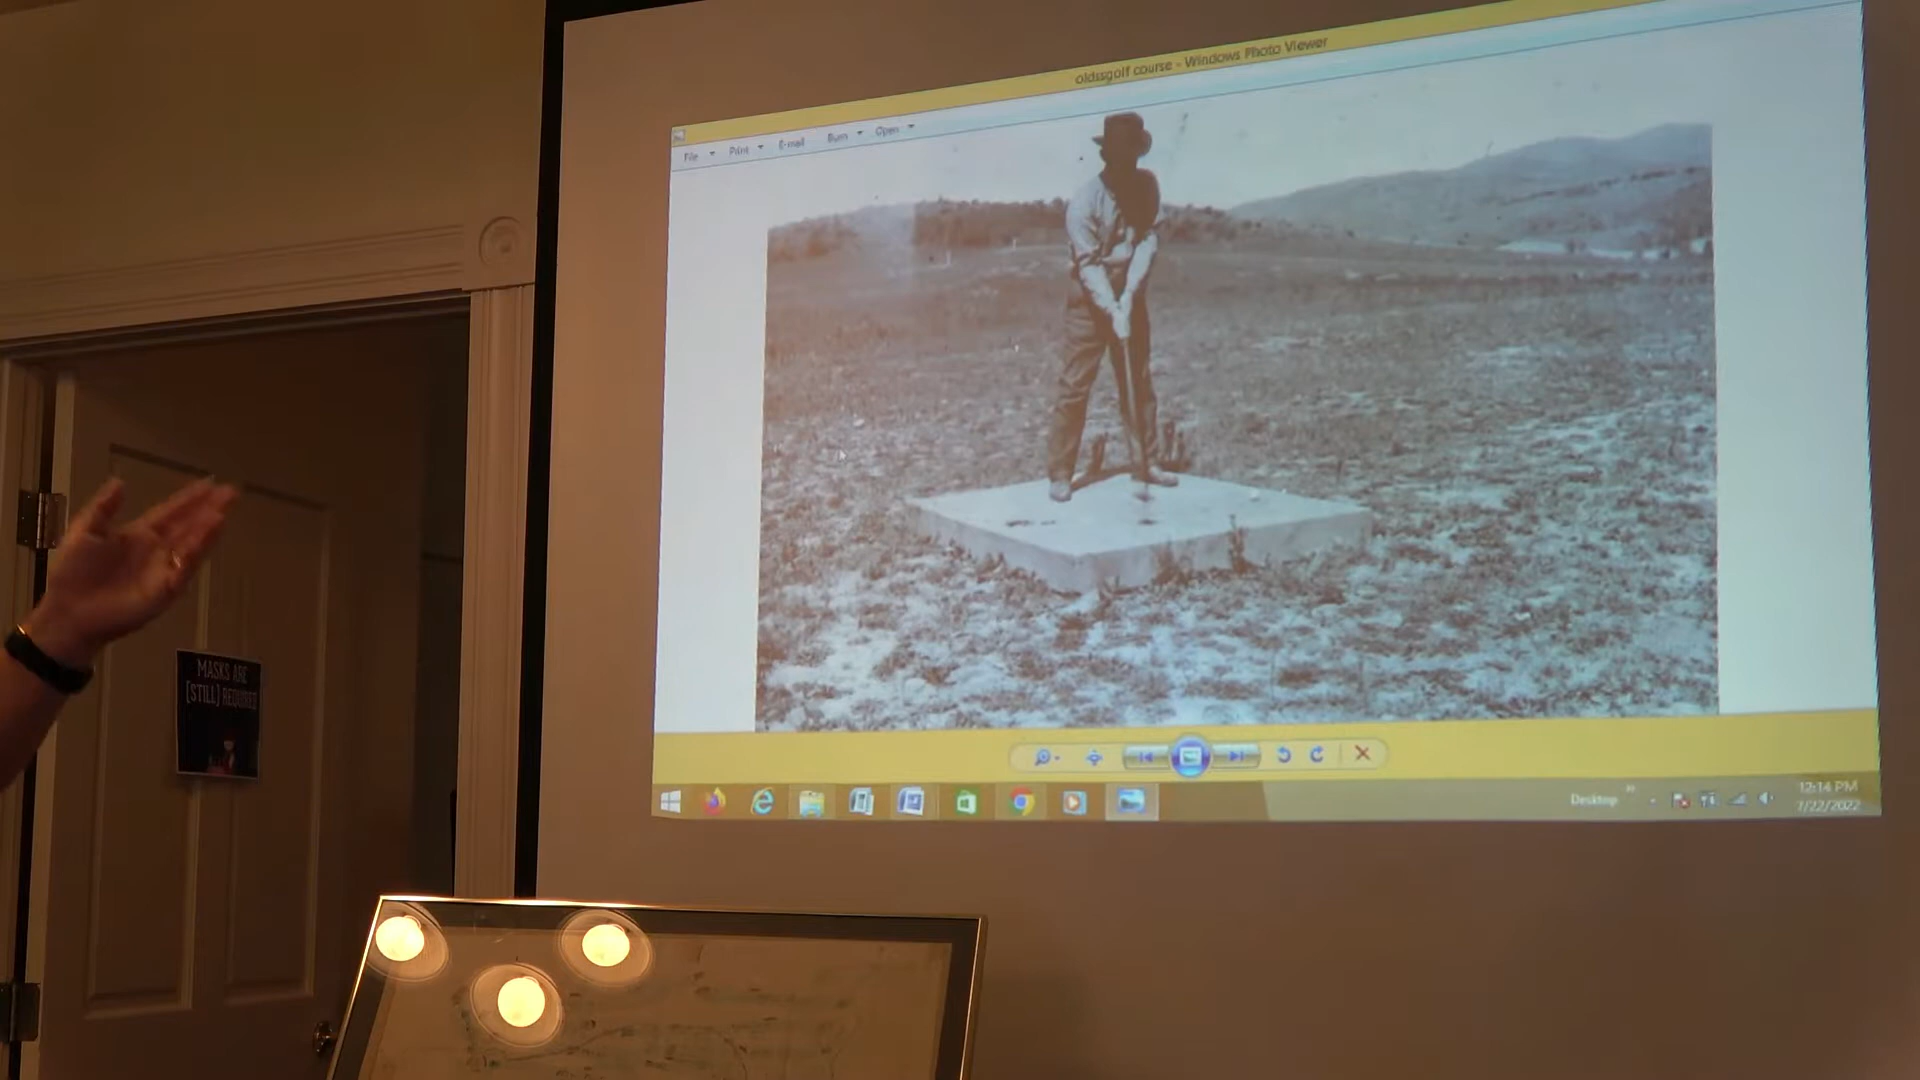 oldssgolf course - Windows Photo Viewer
File Print E-mail Burn Open
MASKS ARE
[STILL] REQUIRED
Desktop
12:14 PM
7/22/2022